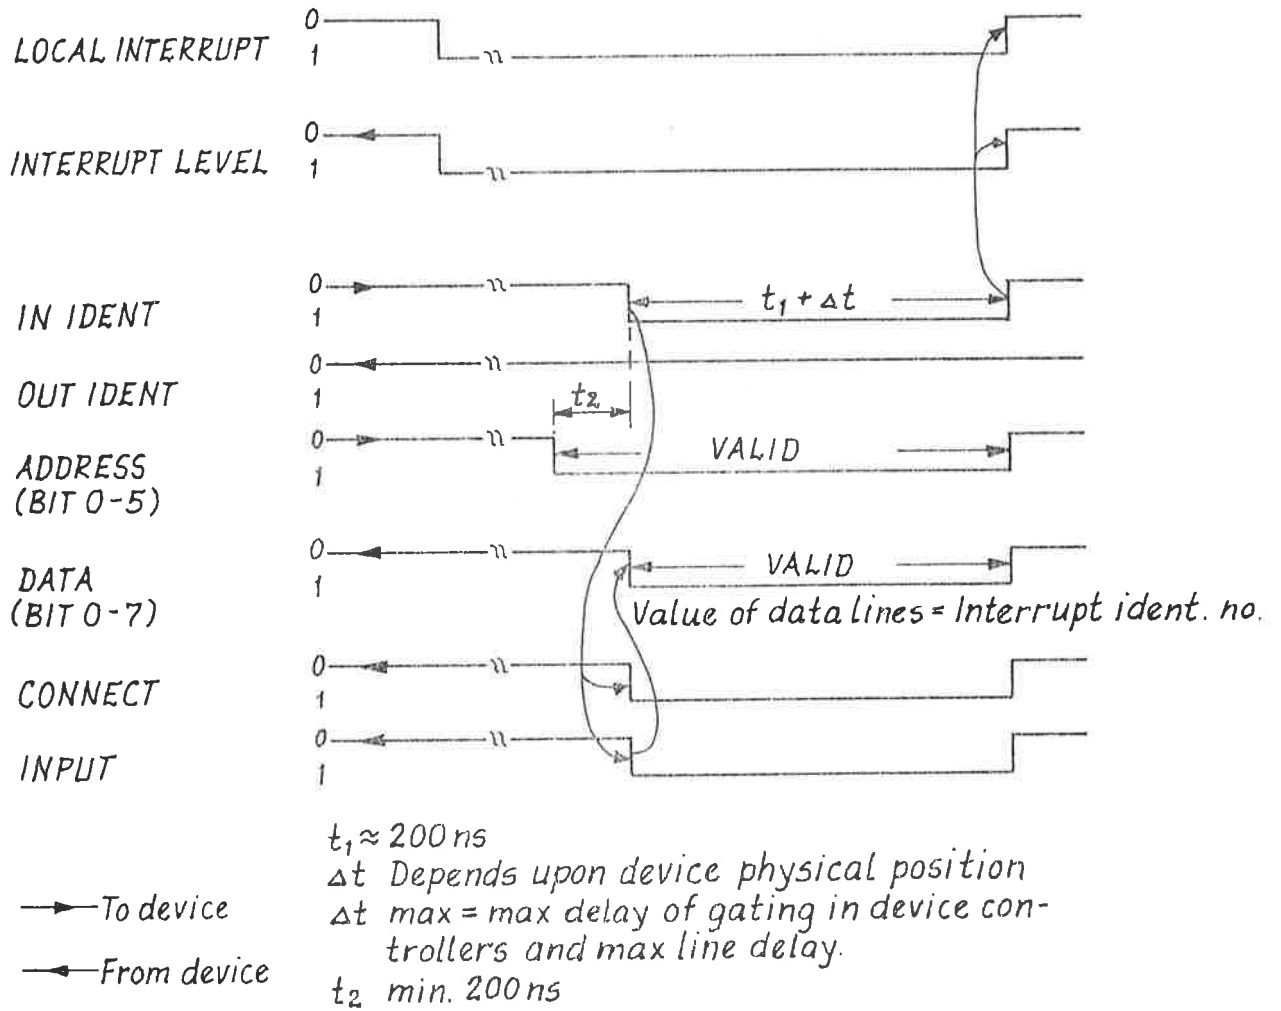 0
LOCAL INTERRUPT
1
0
INTERRUPT LEVEL
1
0
IN IDENT
t₁ + Δt
1
0
OUT IDENT
1
t₂
0
ADDRESS
VALID
1
(BIT 0-5)
0
DATA
VALID
1
(BIT 0-7)
Value of data lines = Interrupt ident. no.
0
CONNECT
1
0
INPUT
1
t₁ ≈ 200 ns
Δt Depends upon device physical position
Δt max = max delay of gating in device con-
trollers and max line delay.
t₂ min. 200 ns
To device
From device